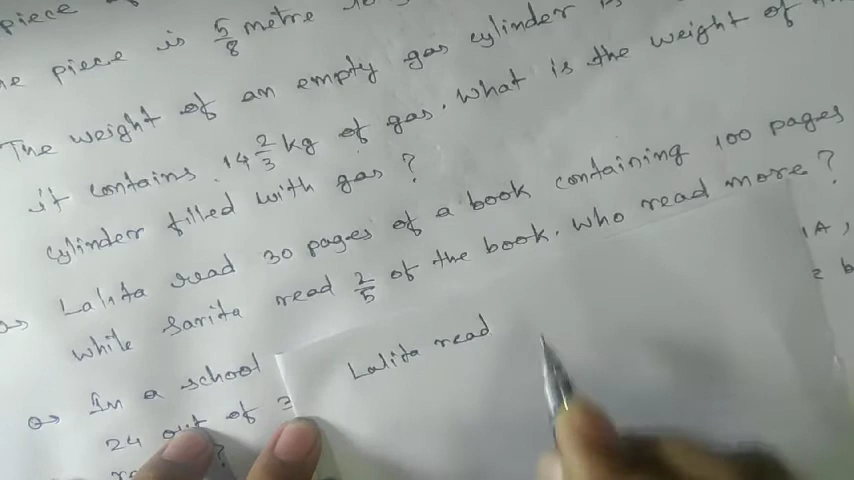 piece
piece is 5/8 metre
The weight of an empty gas cylinder is
it contains 14 2/3 kg of gas. What is the weight of
cylinder filled with gas?
Lalita read 30 pages of a book containing 100 pages
while Sarita read 2/5 of the book. Who read more?
In a school
24 out of
Lalita read